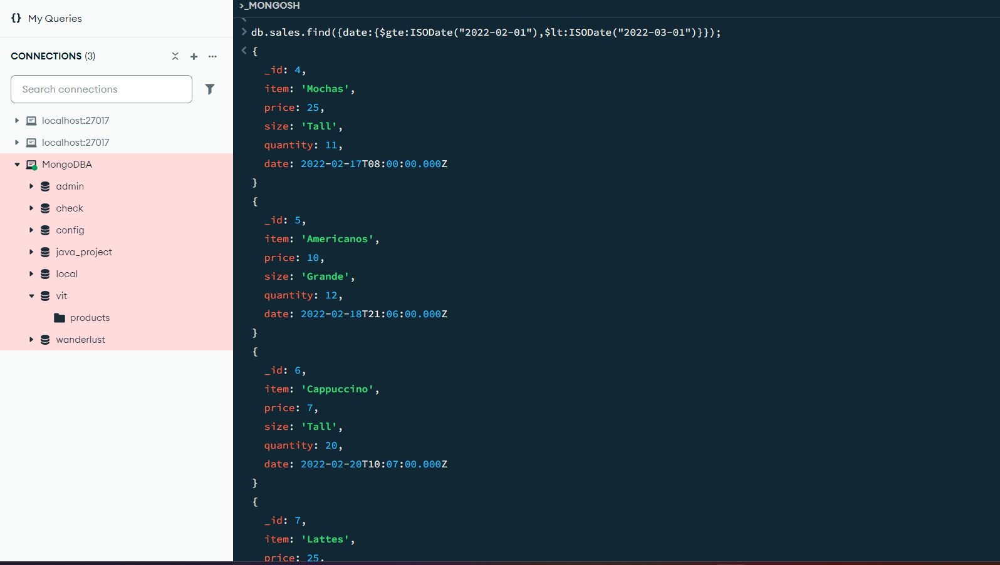 {} My Queries
CONNECTIONS (3)
Search connections
localhost:27017
localhost:27017
MongoDBA
admin
check
config
java_project
local
vit
products
wanderlust
>_MONGOSH
db.sales.find({date:{$gte:ISODate("2022-02-01"),$lt:ISODate("2022-03-01")}});
{
_id: 4,
item: 'Mochas',
price: 25,
size: 'Tall',
quantity: 11,
date: 2022-02-17T08:00:00.000Z
}
{
_id: 5,
item: 'Americanos',
price: 10,
size: 'Grande',
quantity: 12,
date: 2022-02-18T21:06:00.000Z
}
{
_id: 6,
item: 'Cappuccino',
price: 7,
size: 'Tall',
quantity: 20,
date: 2022-02-20T10:07:00.000Z
}
{
_id: 7,
item: 'Lattes',
price: 25,